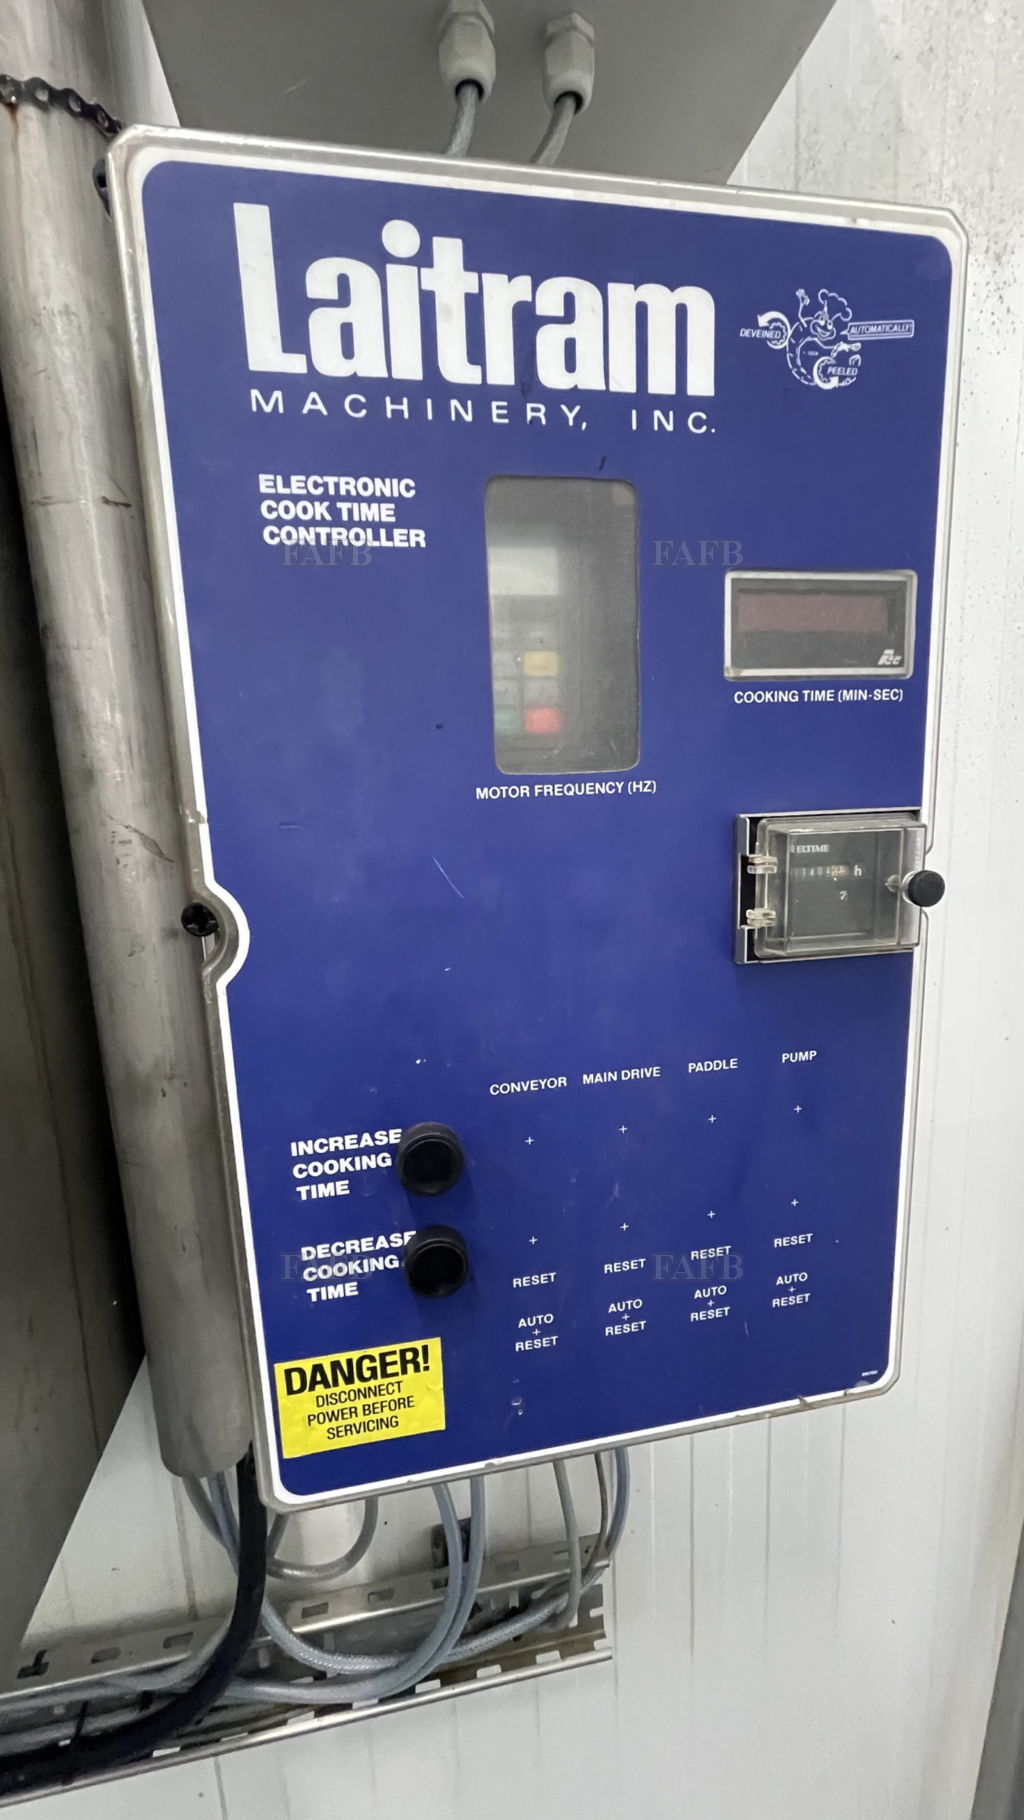 Laitram
MACHINERY, INC.
DEVEINED
AUTOMATICALLY!
PEELED
ELECTRONIC
COOK TIME
CONTROLLER
FAFB
FAFB
COOKING TIME (MIN-SEC)
MOTOR FREQUENCY (HZ)
ELTIME
h
CONVEYOR
MAIN DRIVE
PADDLE
PUMP
+
+
+
+
INCREASE
COOKING
TIME
+
+
+
+
DECREASE
COOKING
TIME
FAFB
FAFB
RESET
RESET
RESET
RESET
AUTO
+
RESET
AUTO
+
RESET
AUTO
+
RESET
AUTO
+
RESET
DANGER!
DISCONNECT
POWER BEFORE
SERVICING